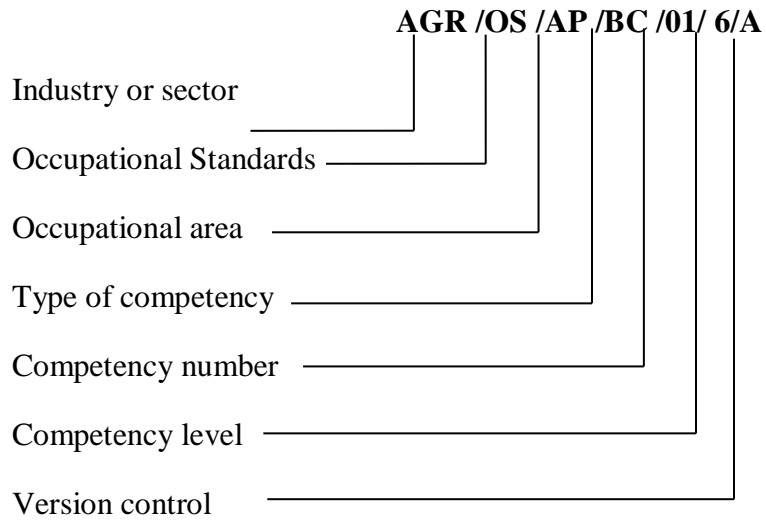 AGR /OS /AP /BC /01/ 6/A
Industry or sector
Occupational Standards
Occupational area
Type of competency
Competency number
Competency level
Version control